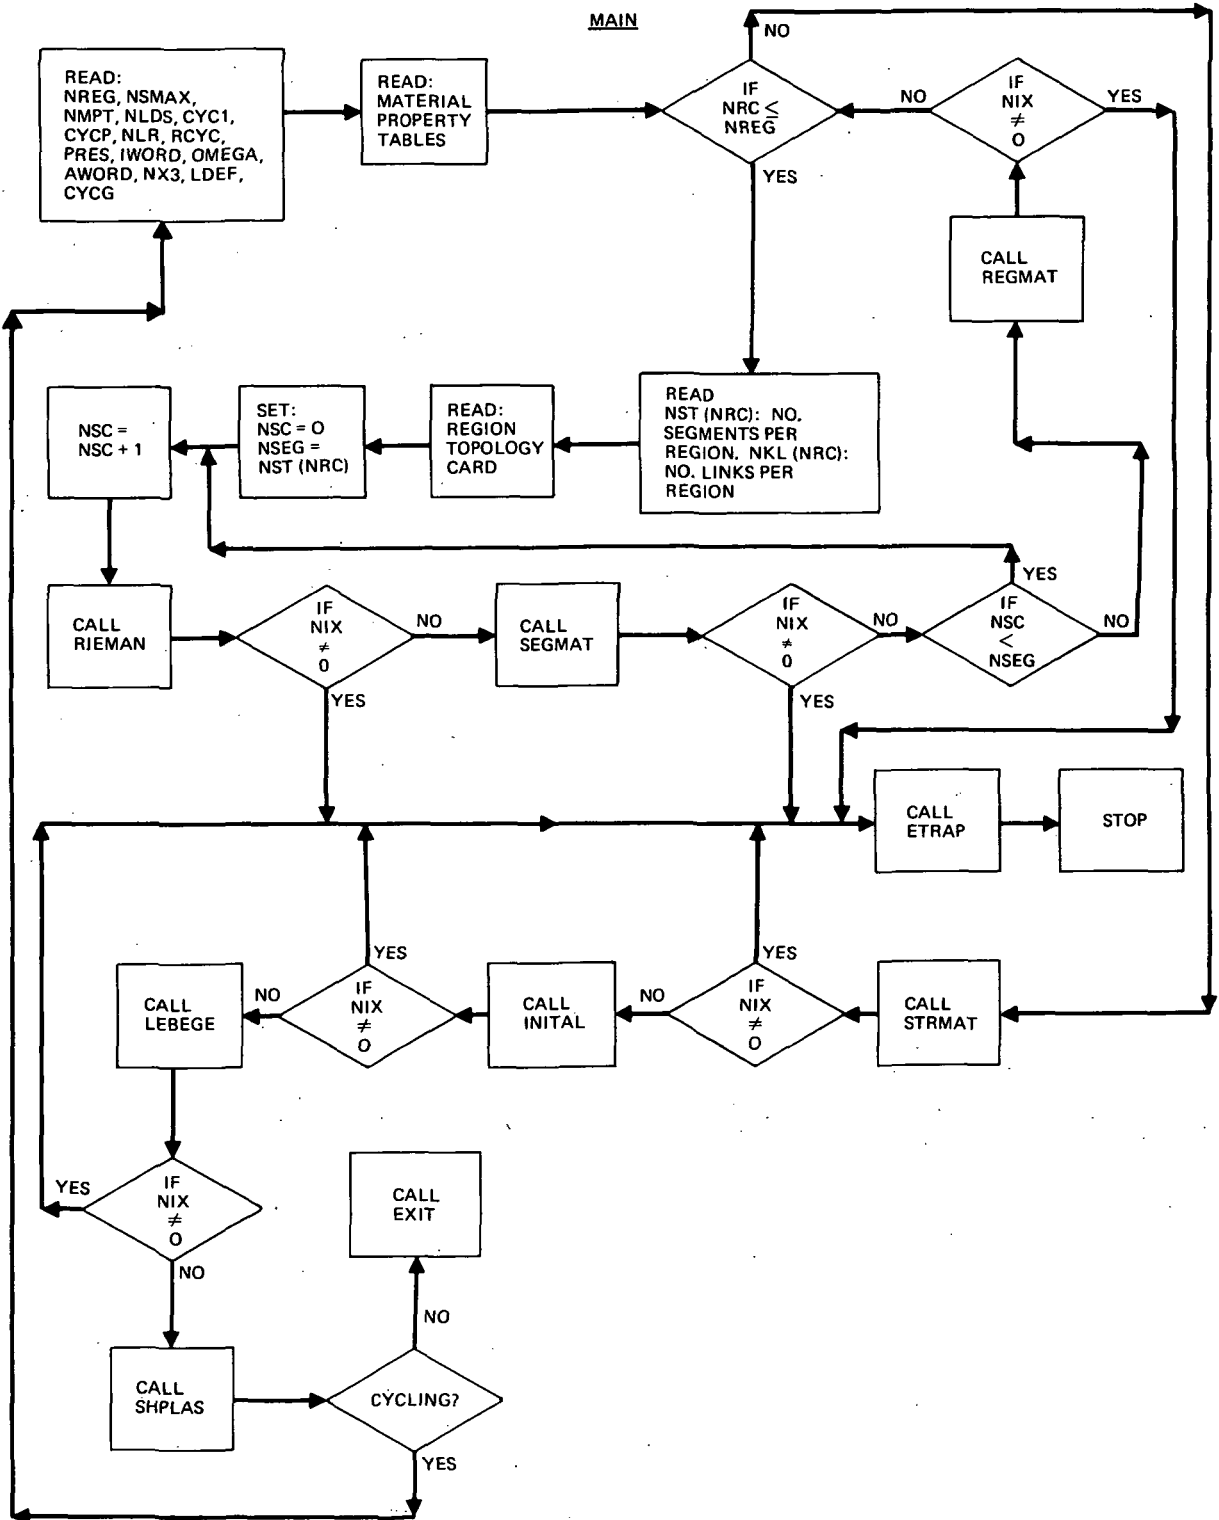 MAIN
READ:
NREG, NSMAX,
NMPT, NLDS, CYC1,
CYCP, NLR, RCYC,
PRES, IWORD, OMEGA,
AWORD, NX3, LDEF,
CYCG
READ:
MATERIAL
PROPERTY
TABLES
IF
NRC ≤
NREG
NO
YES
IF
NIX
≠
0
NO
YES
CALL
REGMAT
NSC =
NSC + 1
SET:
NSC = 0
NSEG =
NST (NRC)
READ:
REGION
TOPOLOGY
CARD
READ
NST (NRC): NO.
SEGMENTS PER
REGION. NKL (NRC):
NO. LINKS PER
REGION
CALL
RIEMAN
IF
NIX
≠
0
NO
YES
CALL
SEGMAT
IF
NIX
≠
0
NO
YES
IF
NSC
<
NSEG
YES
NO
CALL
ETRAP
STOP
CALL
LEBEGE
NO
IF
NIX
≠
0
YES
CALL
INITAL
NO
IF
NIX
≠
0
YES
CALL
STRMAT
YES
IF
NIX
≠
0
NO
CALL
EXIT
NO
CALL
SHPLAS
CYCLING?
YES